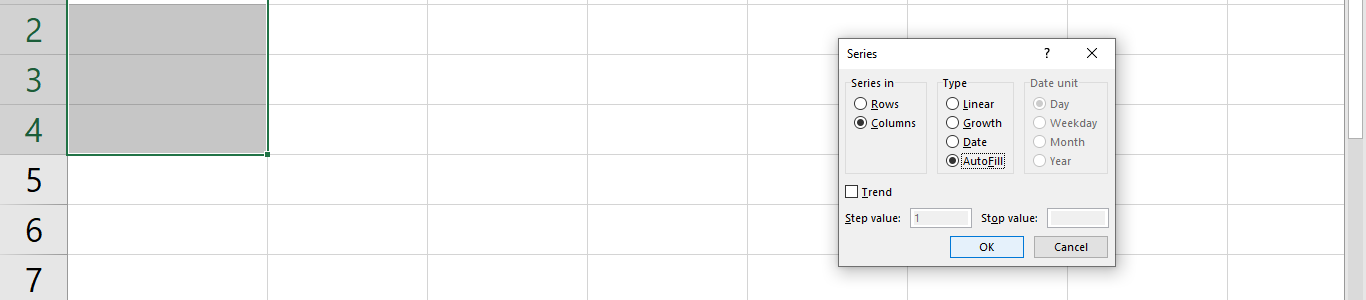 2
3
4
5
6
7
Series ?
Series in
Rows
Columns
Type
Linear
Growth
Date
AutoFill
Date unit
Day
Weekday
Month
Year
Trend
Step value: 1 Stop value:
OK Cancel